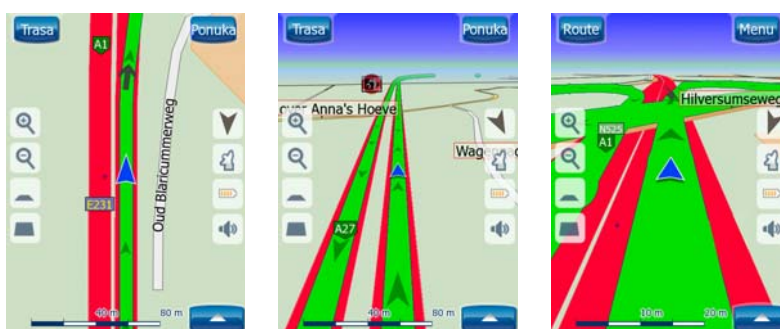 Trasa
Ponuka
A1
Oud Blaricummerweg
E231
40 m
80 m
Trasa
Ponuka
over Anna's Hoeve
A27
40 m
80 m
Route
Menu
Hilversumseweg
N525
A1
10 m
20 m